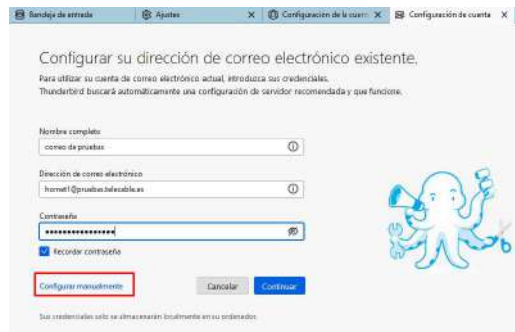 Bandeja de entrada
Ajustes
Configuración de la cuen
Configuración de cuenta
Configurar su dirección de correo electrónico existente.
Para utilizar su cuenta de correo electrónico actual, introduzca sus credenciales.
Thunderbird buscará automáticamente una configuración de servidor recomendada y que funcione.
Nombre completo
correo de pruebas
Dirección de correo electrónico
hornet1@pruebas.telecable.es
Contraseña
Recordar contraseña
Configurar manualmente
Cancelar
Continuar
Sus credenciales solo se almacenarán localmente en su ordenador.